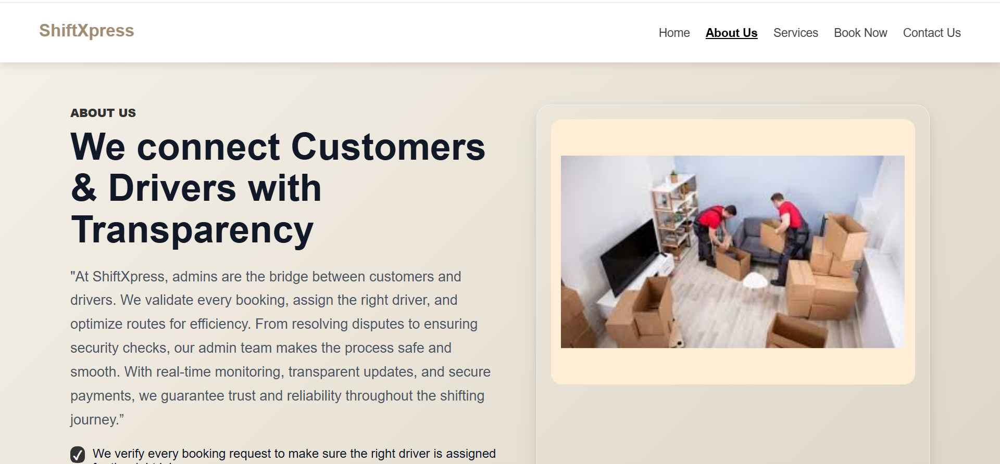 ShiftXpress
Home About Us Services Book Now Contact Us
ABOUT US
We connect Customers
& Drivers with
Transparency
"At ShiftXpress, admins are the bridge between customers and
drivers. We validate every booking, assign the right driver, and
optimize routes for efficiency. From resolving disputes to ensuring
security checks, our admin team makes the process safe and
smooth. With real-time monitoring, transparent updates, and secure
payments, we guarantee trust and reliability throughout the shifting
journey.”
We verify every booking request to make sure the right driver is assigned